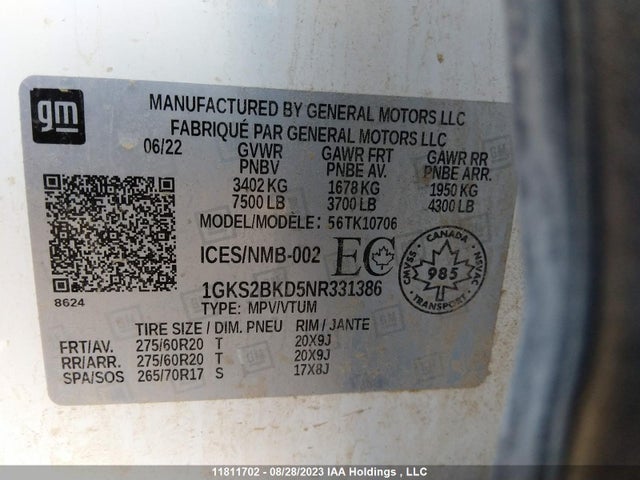 gm
MANUFACTURED BY GENERAL MOTORS LLC
FABRIQUÉ PAR GENERAL MOTORS LLC
06/22 GVWR GAWR FRT GAWR RR
PNBV PNBE AV. PNBE ARR.
3402 KG 1678 KG 1950 KG
7500 LB 3700 LB 4300 LB
MODEL/MODÈLE: 56TK10706
ICES/NMB-002 EC
CANADA
CMVSS 985 NSVAC
TRANSPORT
8624
1GKS2BKD5NR331386
TYPE: MPV/VTUM
TIRE SIZE / DIM. PNEU RIM / JANTE
FRT/AV. 275/60R20 T 20X9J
RR/ARR. 275/60R20 T 20X9J
SPA/SOS 265/70R17 S 17X8J
11811702 - 08/28/2023 IAA Holdings , LLC